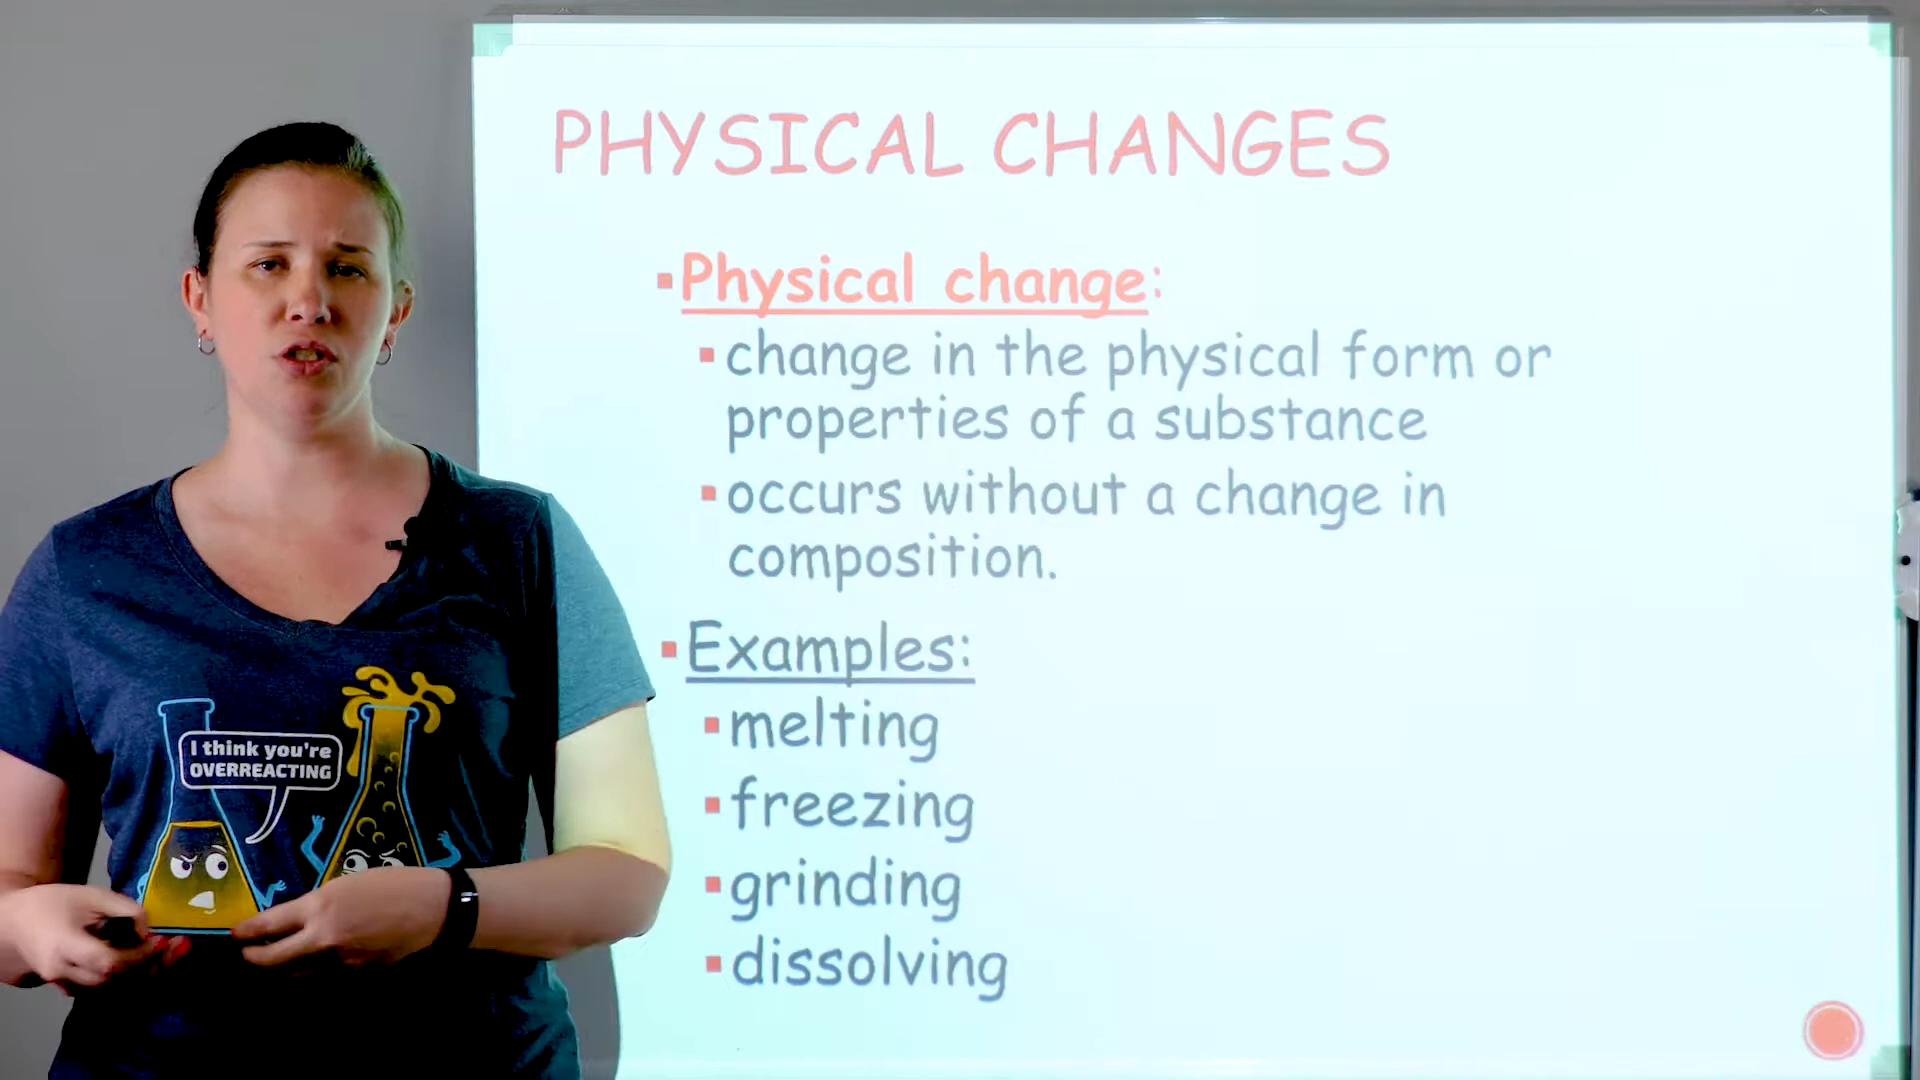 PHYSICAL CHANGES
▪Physical change:
▪change in the physical form or
properties of a substance
▪occurs without a change in
composition.
▪Examples:
▪melting
▪freezing
▪grinding
▪dissolving
I think you're
OVERREACTING